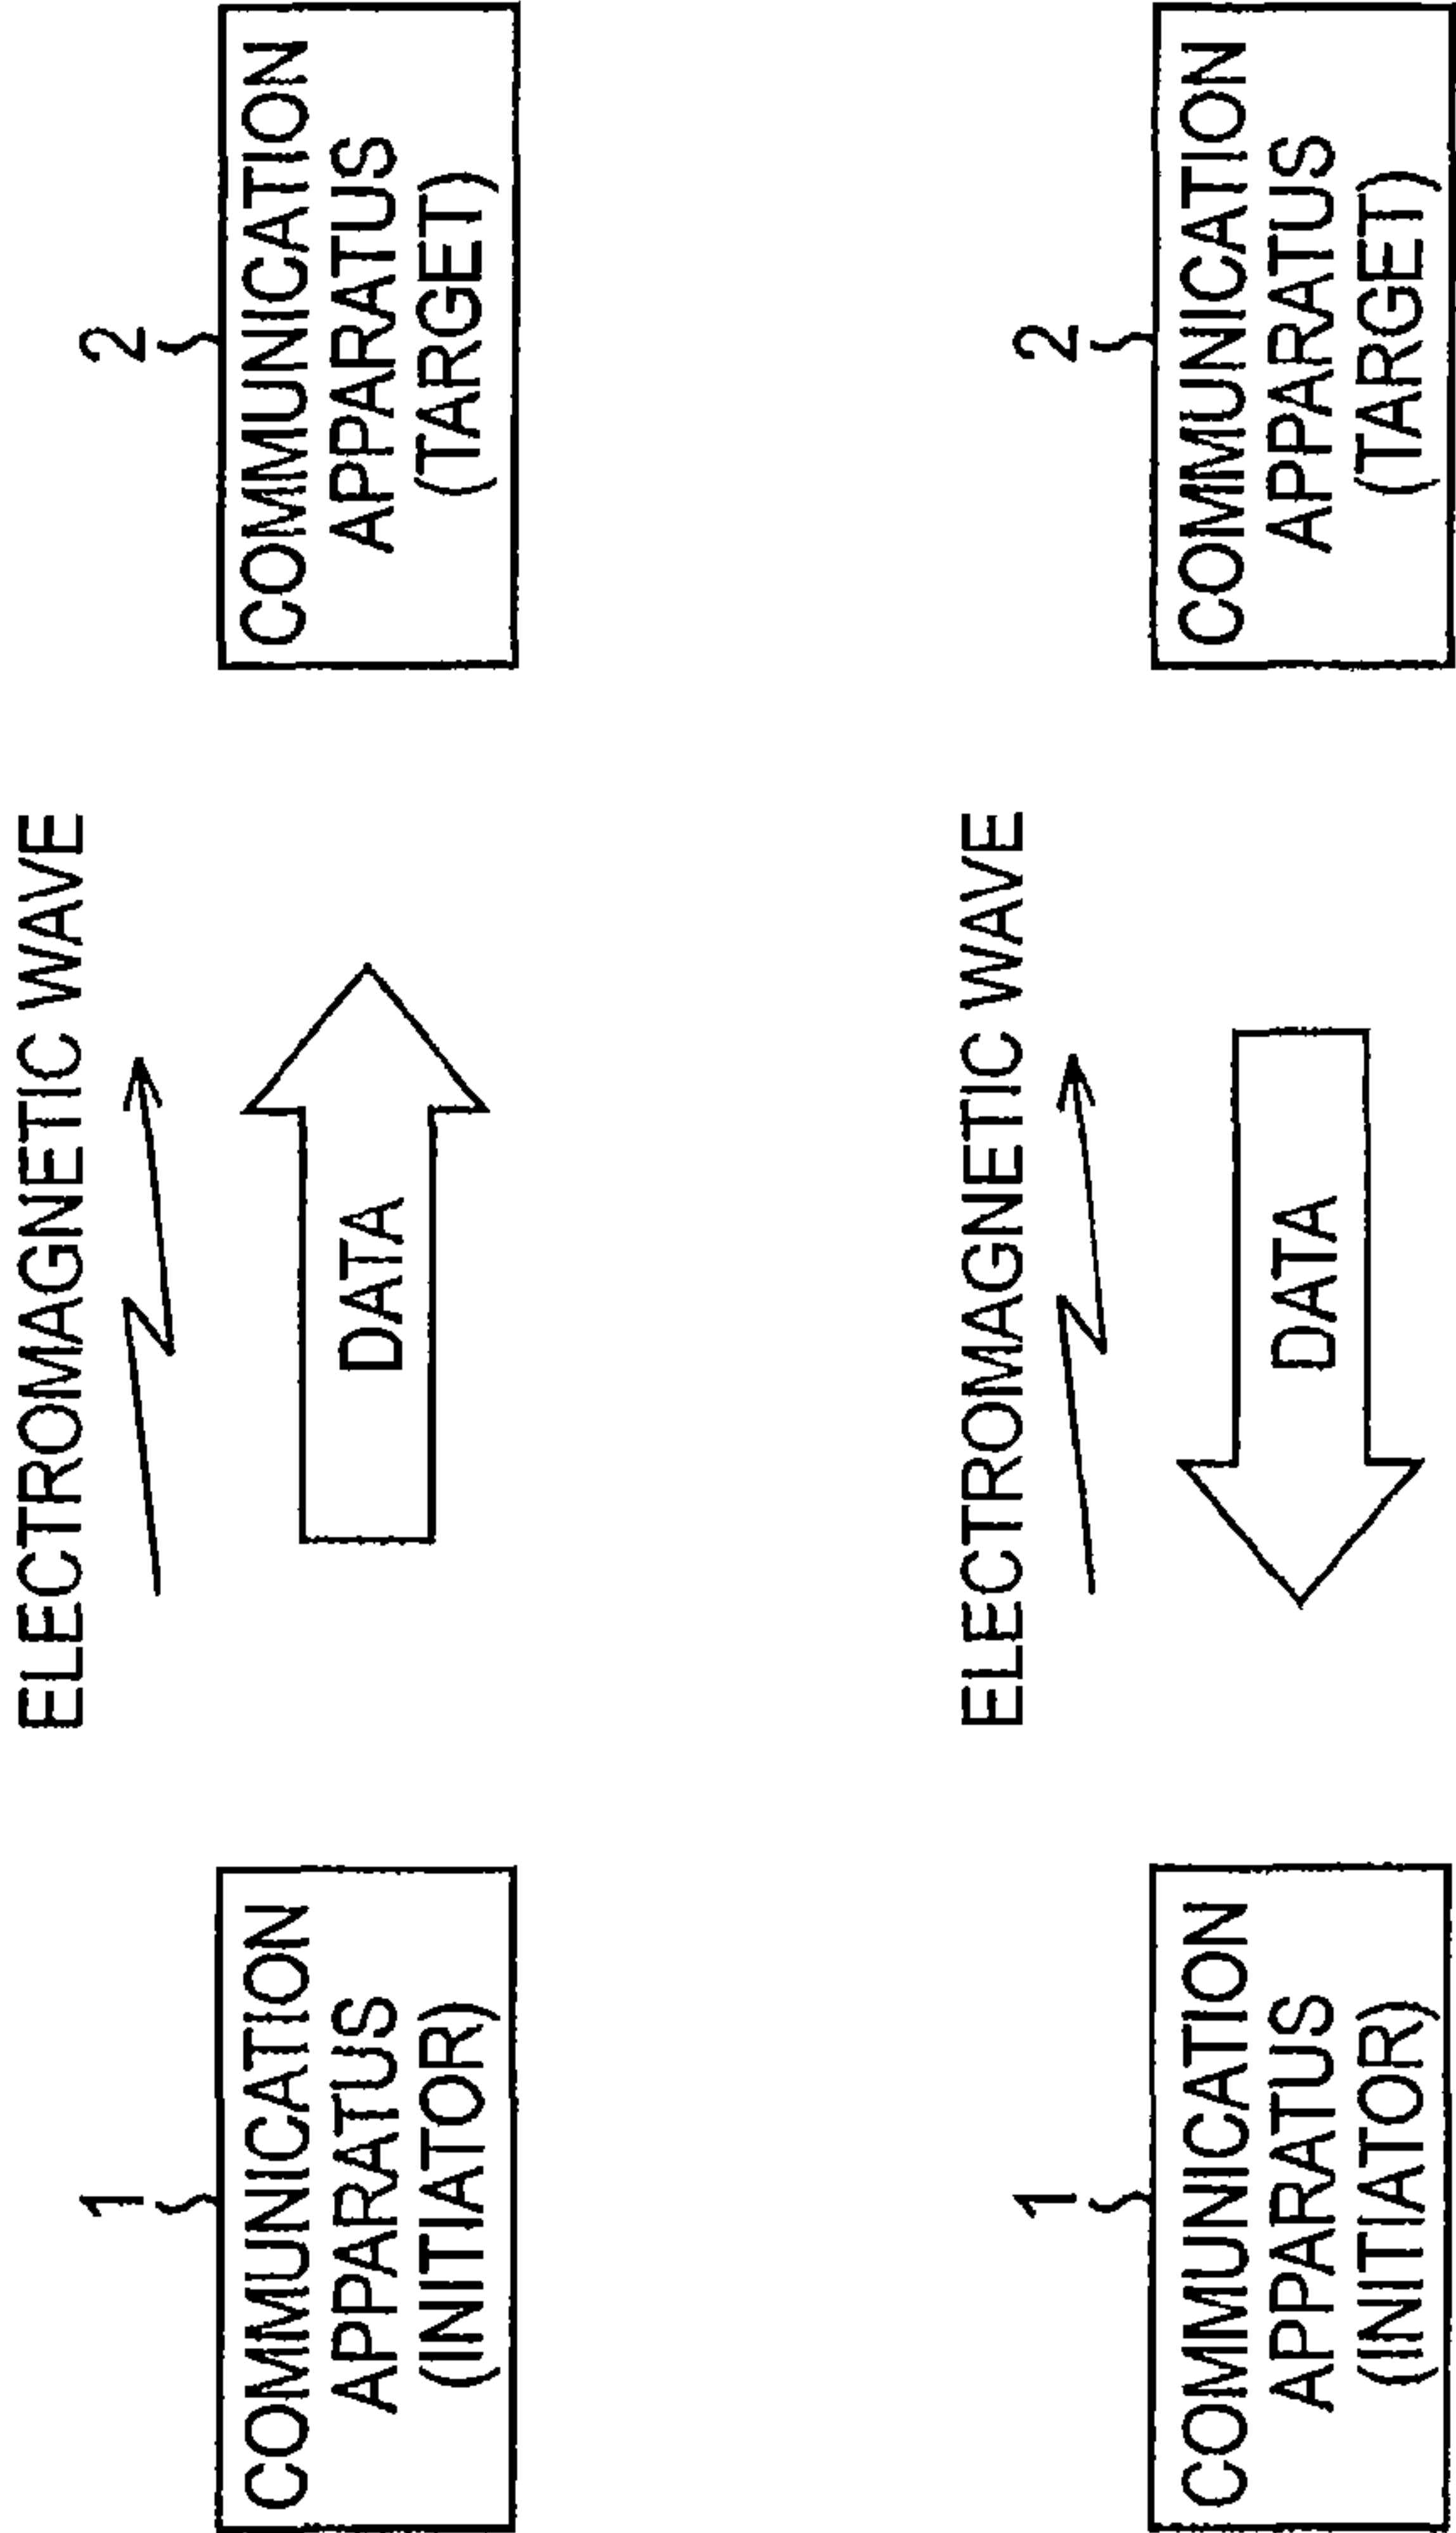 ELECTROMAGNETIC WAVE
1
2
COMMUNICATION
APPARATUS
(INITIATOR)
DATA
COMMUNICATION
APPARATUS
(TARGET)
ELECTROMAGNETIC WAVE
1
2
COMMUNICATION
APPARATUS
(INITIATOR)
DATA
COMMUNICATION
APPARATUS
(TARGET)